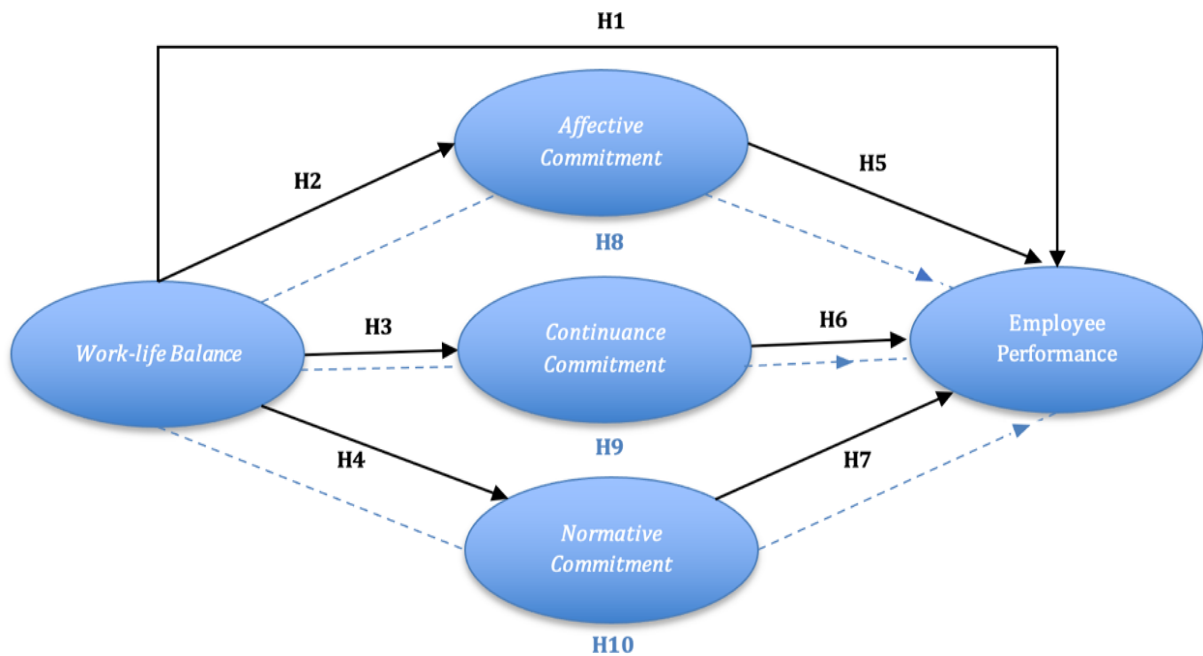 H1
Affective
Commitment
H2
H5
H8
Work-life Balance
H3
Continuance
Commitment
H6
Employee
Performance
H9
H4
H7
Normative
Commitment
H10